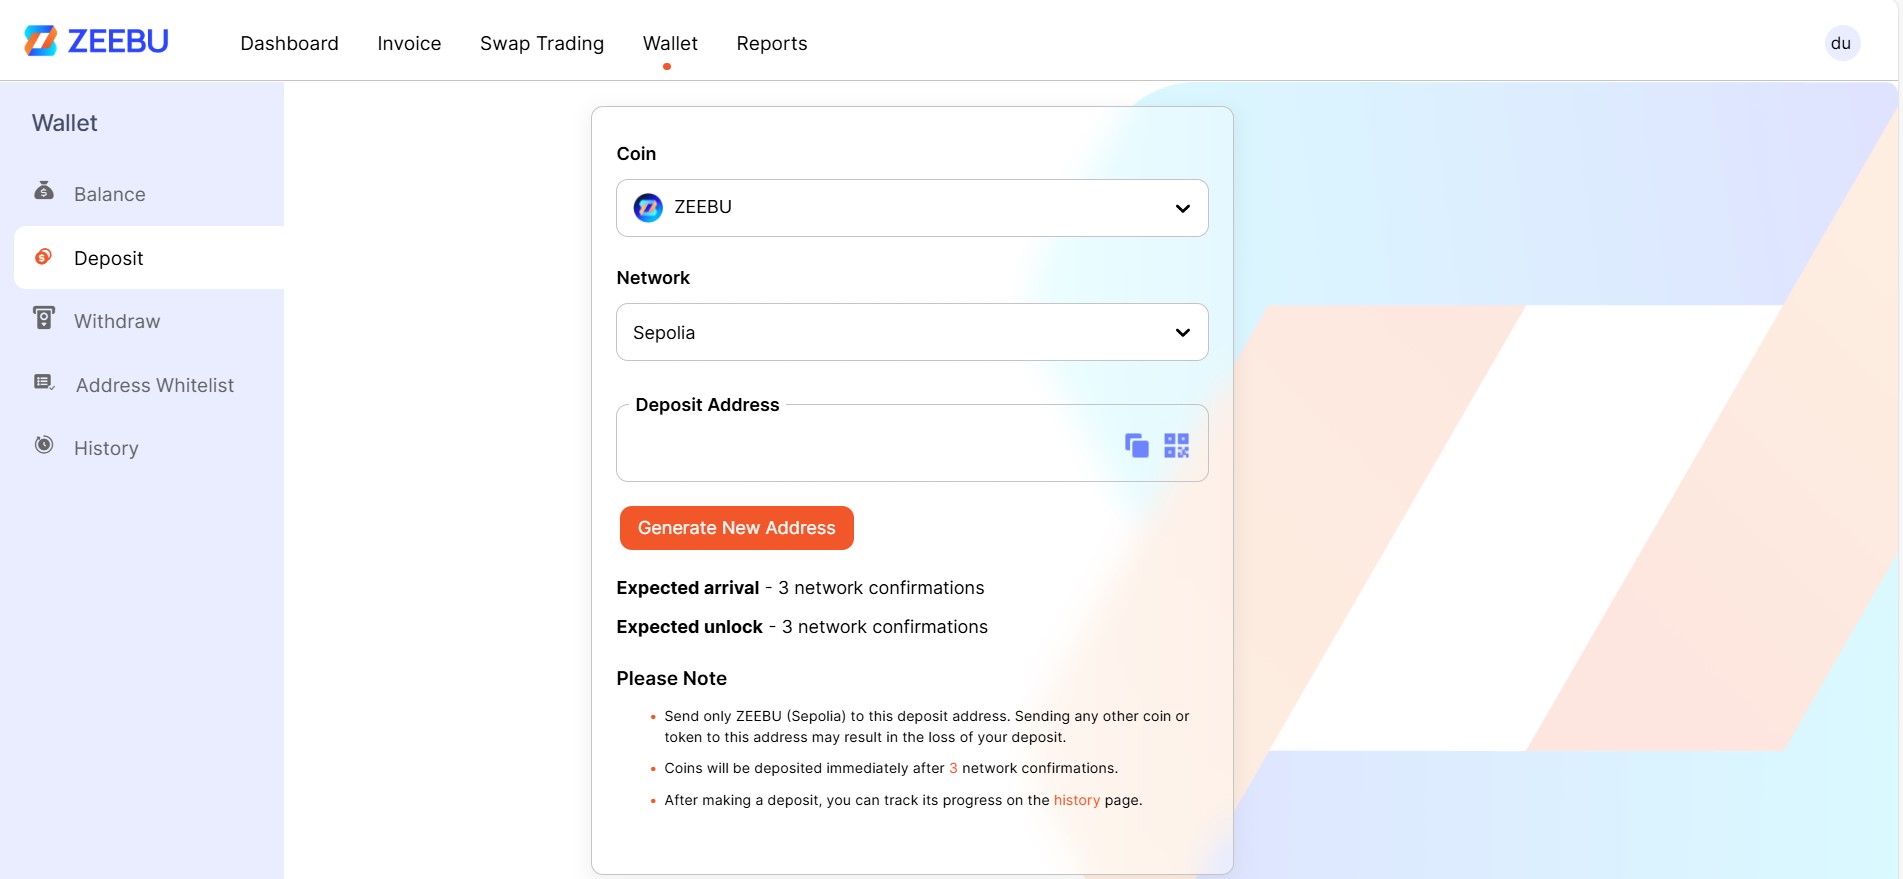 ZEEBU
Dashboard
Invoice
Swap Trading
Wallet
Reports
du
Wallet
Balance
Deposit
Withdraw
Address Whitelist
History
Coin
ZEEBU
Network
Sepolia
Deposit Address
Generate New Address
Expected arrival - 3 network confirmations
Expected unlock - 3 network confirmations
Please Note
Send only ZEEBU (Sepolia) to this deposit address. Sending any other coin or
token to this address may result in the loss of your deposit.
Coins will be deposited immediately after 3 network confirmations.
After making a deposit, you can track its progress on the history page.